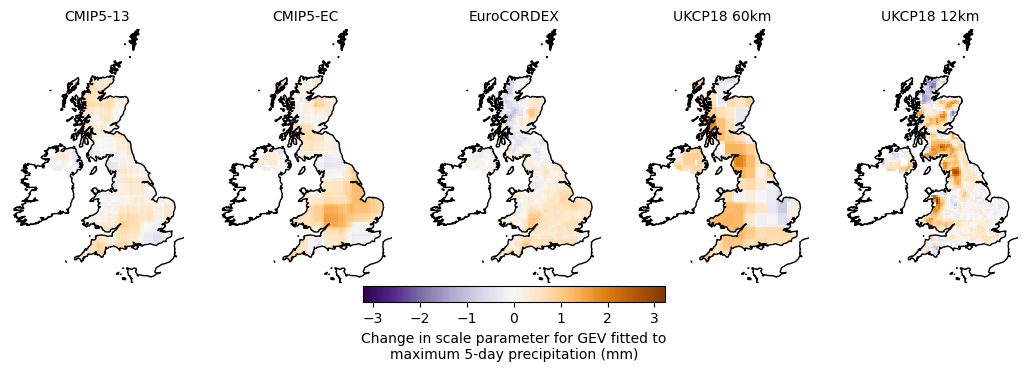 CMIP5-13 CMIP5-EC EuroCORDEX UKCP18 60km UKCP18 12km
−3 −2 −1 0 1 2 3
Change in scale parameter for GEV fitted to
maximum 5-day precipitation (mm)